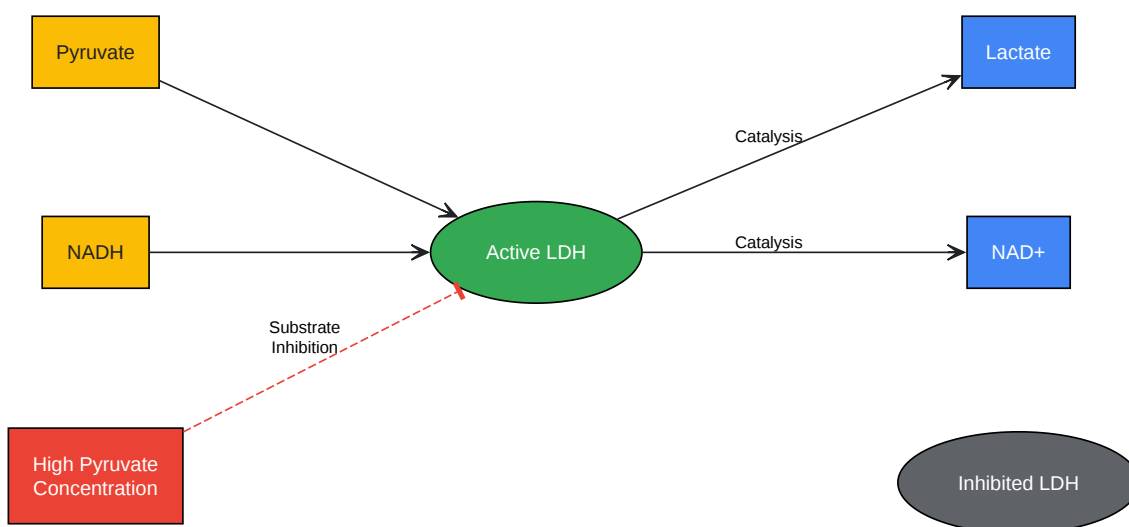 Pyruvate
Lactate
Catalysis
NADH
Active LDH
Catalysis
NAD+
Substrate
Inhibition
High Pyruvate
Concentration
Inhibited LDH